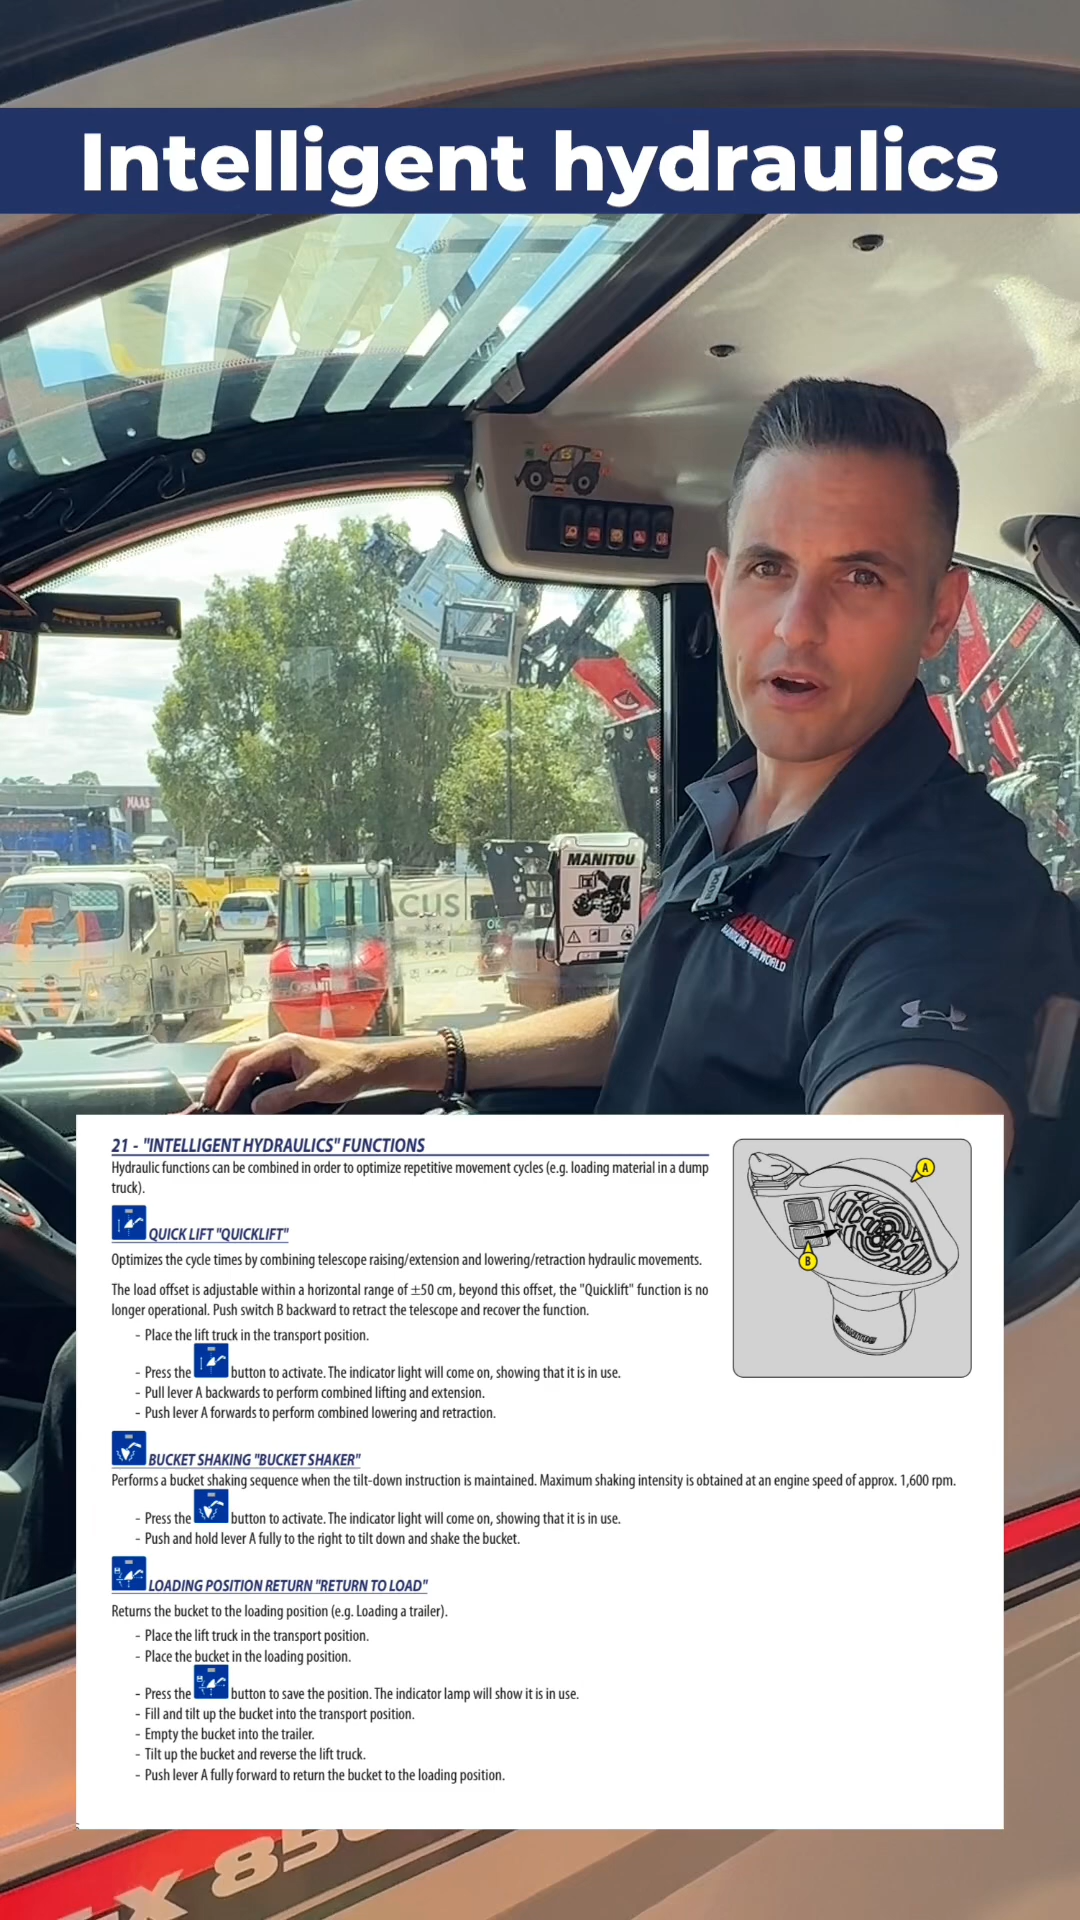 Intelligent hydraulics
MAAS
MANITOU
ACUS
MANITOU
HANDLING YOUR WORLD
21 - "INTELLIGENT HYDRAULICS" FUNCTIONS
Hydraulic functions can be combined in order to optimize repetitive movement cycles (e.g. loading material in a dump
truck).
QUICK LIFT "QUICKLIFT"
Optimizes the cycle times by combining telescope raising/extension and lowering/retraction hydraulic movements.
The load offset is adjustable within a horizontal range of ±50 cm, beyond this offset, the "Quicklift" function is no
longer operational. Push switch B backward to retract the telescope and recover the function.
- Place the lift truck in the transport position.
- Press the button to activate. The indicator light will come on, showing that it is in use.
- Pull lever A backwards to perform combined lifting and extension.
- Push lever A forwards to perform combined lowering and retraction.
A
B
MANITOU
BUCKET SHAKING "BUCKET SHAKER"
Performs a bucket shaking sequence when the tilt-down instruction is maintained. Maximum shaking intensity is obtained at an engine speed of approx. 1,600 rpm.
- Press the button to activate. The indicator light will come on, showing that it is in use.
- Push and hold lever A fully to the right to tilt down and shake the bucket.
LOADING POSITION RETURN "RETURN TO LOAD"
Returns the bucket to the loading position (e.g. Loading a trailer).
- Place the lift truck in the transport position.
- Place the bucket in the loading position.
- Press the button to save the position. The indicator lamp will show it is in use.
- Fill and tilt up the bucket into the transport position.
- Empty the bucket into the trailer.
- Tilt up the bucket and reverse the lift truck.
- Push lever A fully forward to return the bucket to the loading position.
X 850